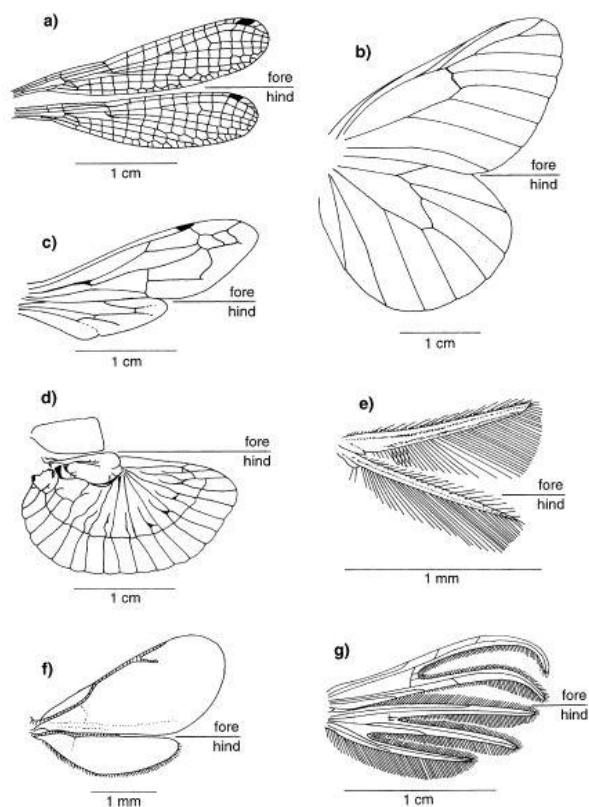 a)
fore
hind
1 cm
b)
fore
hind
1 cm
c)
fore
hind
1 cm
d)
fore
hind
1 cm
e)
fore
hind
1 mm
f)
fore
hind
1 mm
g)
fore
hind
1 cm